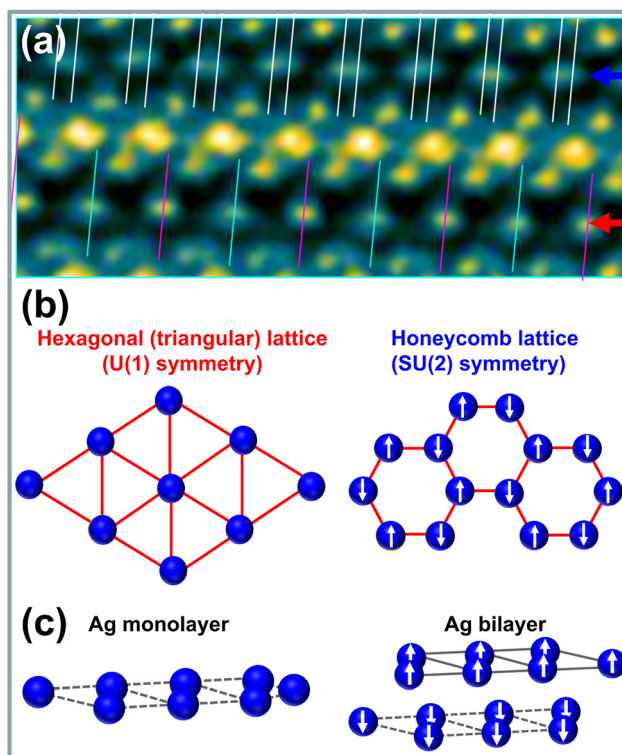 (a)
(b)
Hexagonal (triangular) lattice
(U(1) symmetry)
Honeycomb lattice
(SU(2) symmetry)
(c)
Ag monolayer
Ag bilayer